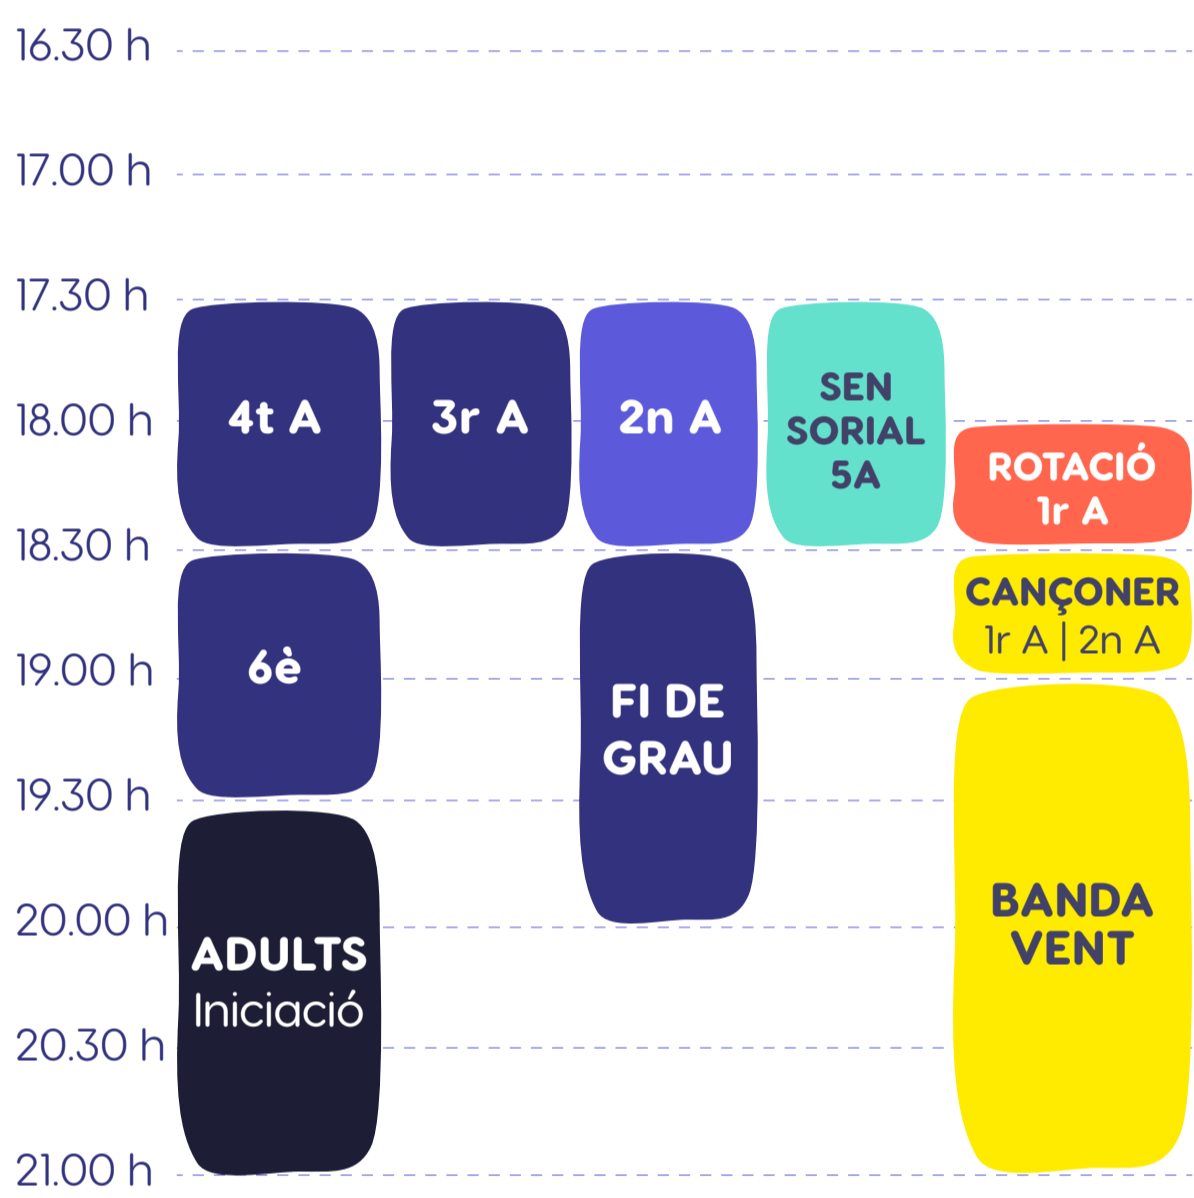 16.30 h
17.00 h
17.30 h
4t A
3r A
2n A
SEN
SORIAL
5A
18.00 h
ROTACIÓ
1r A
18.30 h
CANÇONER
1r A | 2n A
6è
19.00 h
FI DE
GRAU
19.30 h
BANDA
VENT
20.00 h
ADULTS
Iniciació
20.30 h
21.00 h